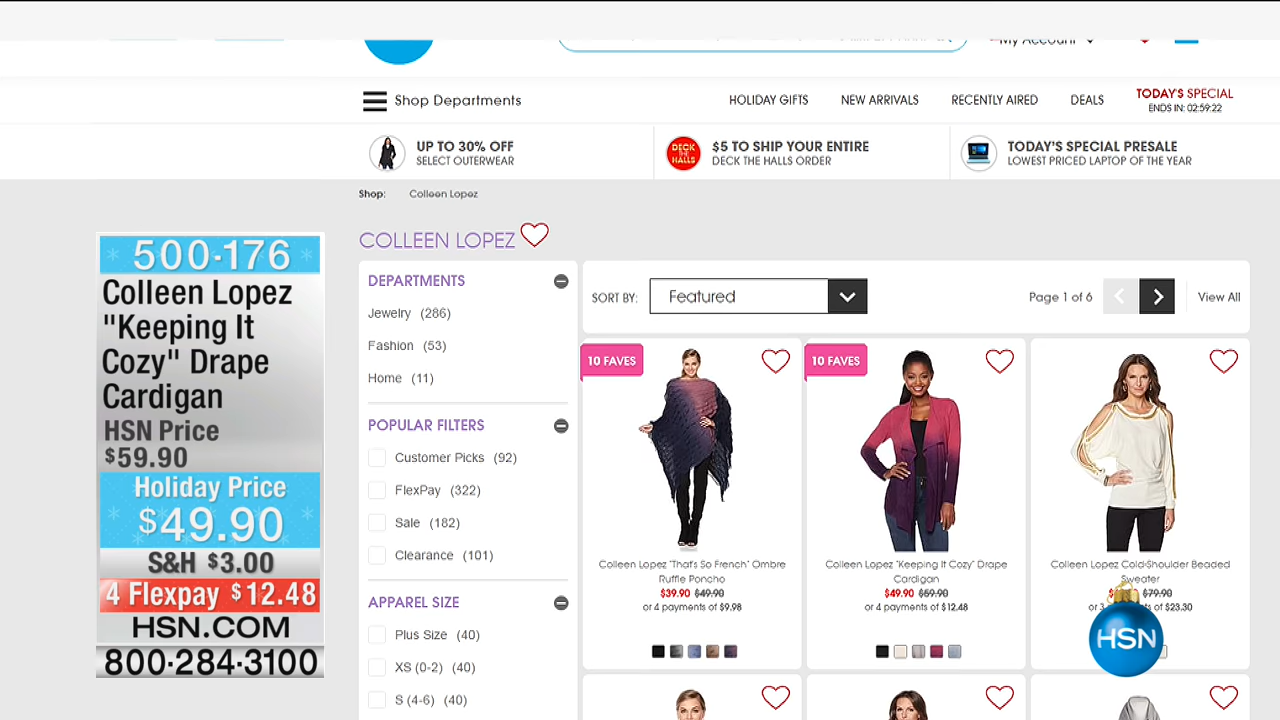 My Account
Shop Departments
HOLIDAY GIFTS
NEW ARRIVALS
RECENTLY AIRED
DEALS
TODAY'S SPECIAL
ENDS IN: 02:59:22
UP TO 30% OFF
SELECT OUTERWEAR
DECK THE HALLS
$5 TO SHIP YOUR ENTIRE
DECK THE HALLS ORDER
TODAY'S SPECIAL PRESALE
LOWEST PRICED LAPTOP OF THE YEAR
Shop: Colleen Lopez
500-176
Colleen Lopez
"Keeping It
Cozy" Drape
Cardigan
HSN Price
$59.90
Holiday Price
$49.90
S&H $3.00
4 Flexpay $12.48
HSN.COM
800-284-3100
COLLEEN LOPEZ
DEPARTMENTS
Jewelry (286)
Fashion (53)
Home (11)
POPULAR FILTERS
Customer Picks (92)
FlexPay (322)
Sale (182)
Clearance (101)
APPAREL SIZE
Plus Size (40)
XS (0-2) (40)
S (4-6) (40)
SORT BY: Featured
Page 1 of 6
View All
10 FAVES
Colleen Lopez "That's So French" Ombre
Ruffle Poncho
$39.90 $49.90
or 4 payments of $9.98
10 FAVES
Colleen Lopez "Keeping It Cozy" Drape
Cardigan
$49.90 $59.90
or 4 payments of $12.48
Colleen Lopez Cold-Shoulder Beaded
Sweater
$79.90
of $23.30
HSN